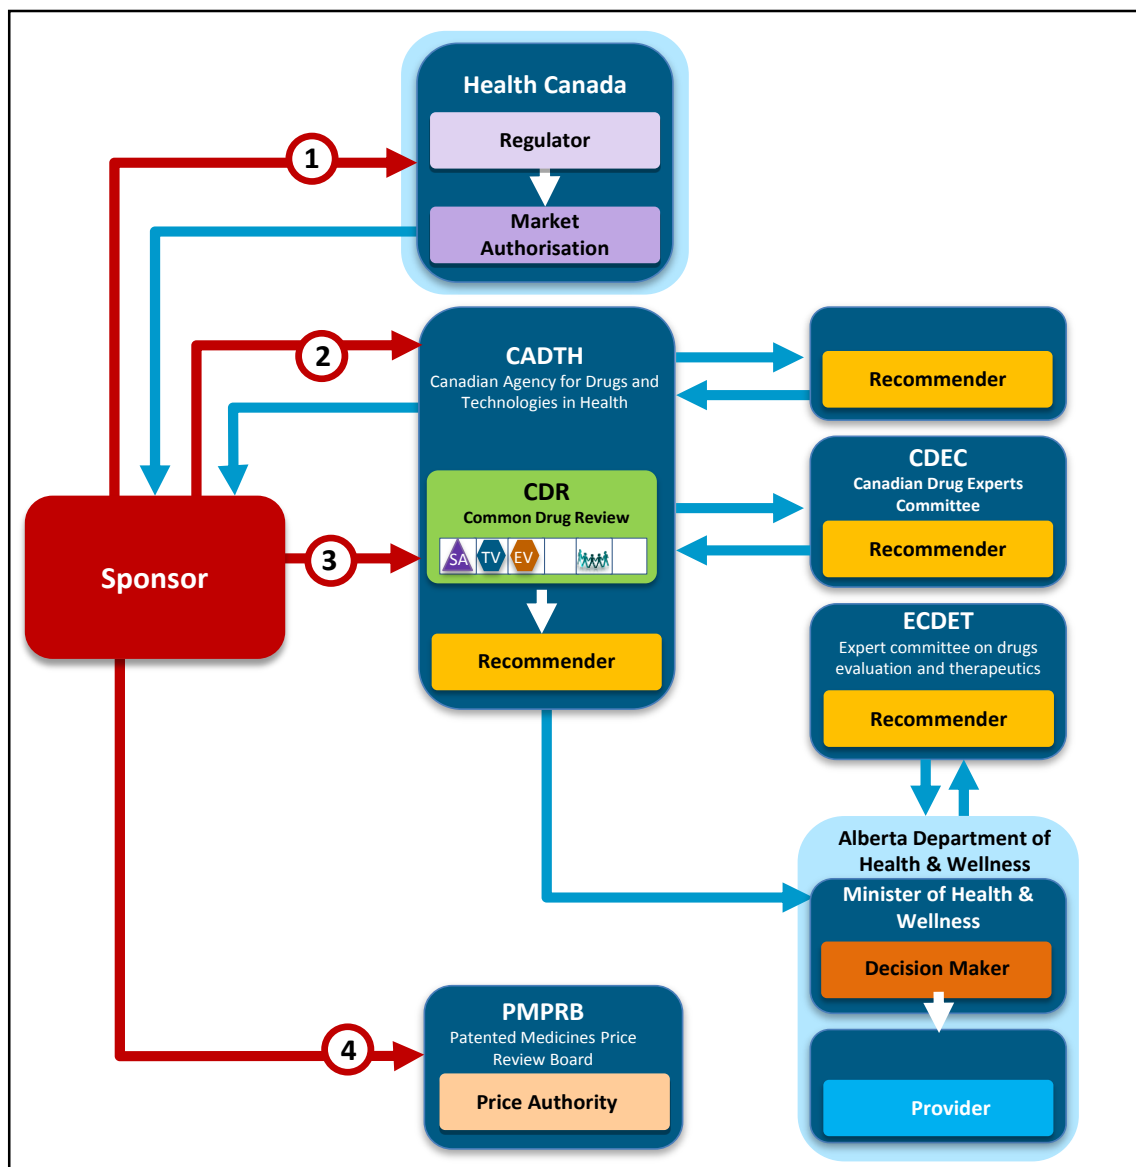 Health Canada
Regulator
1
Market
Authorisation
2
CADTH
Canadian Agency for Drugs and
Technologies in Health
Recommender
CDEC
Canadian Drug Experts
Committee
Recommender
CDR
Common Drug Review
SA TV EV
3
Sponsor
Recommender
ECDET
Expert committee on drugs
evaluation and therapeutics
Recommender
Alberta Department of
Health & Wellness
Minister of Health &
Wellness
Decision Maker
Provider
4
PMPRB
Patented Medicines Price
Review Board
Price Authority